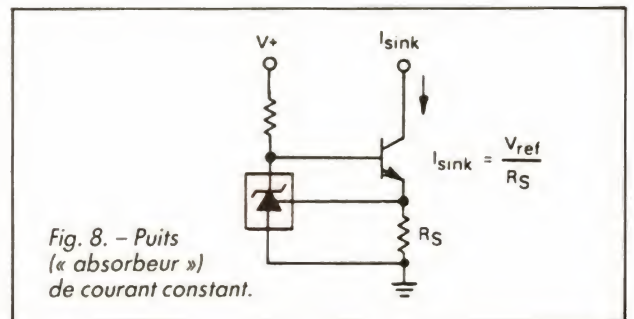 V+
Isink
Isink = Vref
RS
RS
Fig. 8. – Puits
(« absorbeur »)
de courant constant.